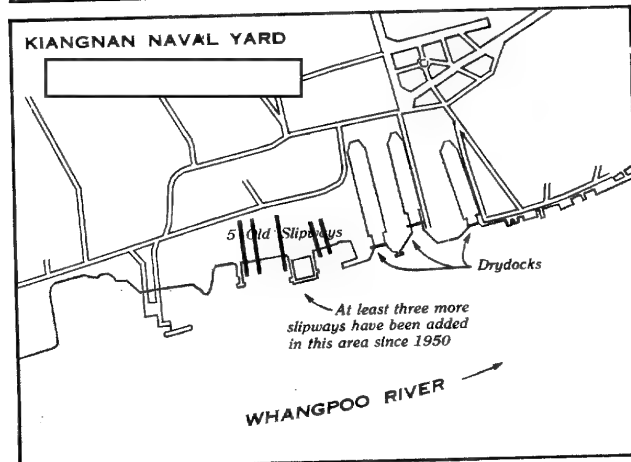 KIANGNAN NAVAL YARD
5 Old Slipways
Drydocks
At least three more
slipways have been added
in this area since 1950
WHANGPOO RIVER